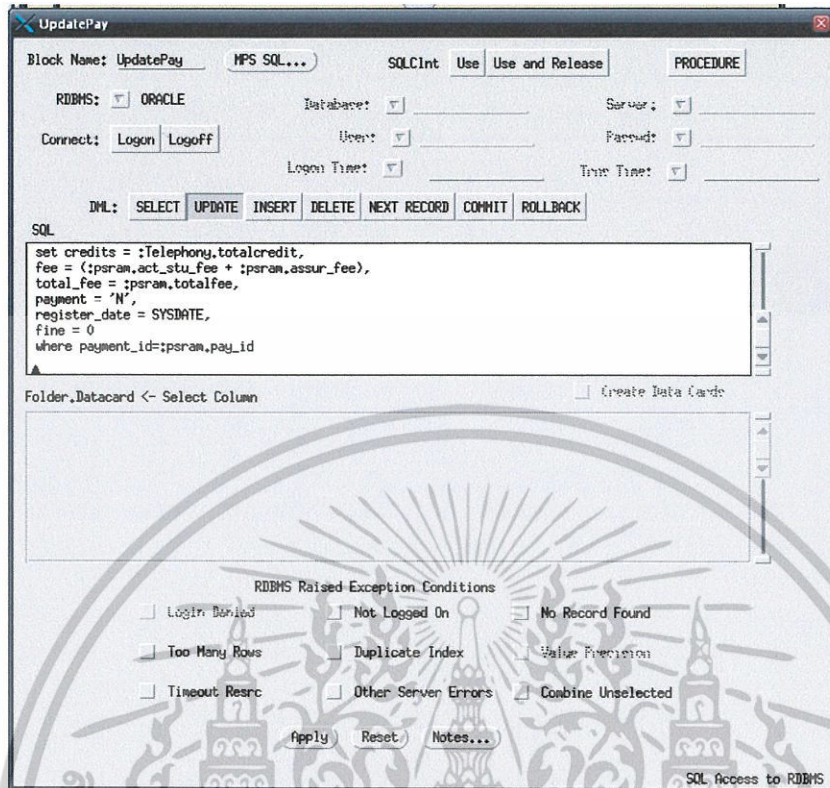 UpdatePay
Block Name: UpdatePay MPS SQL... SQLClnt Use Use and Release PROCEDURE
RDBMS: ORACLE Database: Server:
Connect: Logon Logoff User: Passwd:
Logon Time: Tran Time:
DML: SELECT UPDATE INSERT DELETE NEXT RECORD COMMIT ROLLBACK
SQL
set credits = :Telephony.totalcredit,
fee = (:psram.act_stu_fee + :psram.assur_fee),
total_fee = :psram.totalfee,
payment = 'N',
register_date = SYSDATE,
fine = 0
where payment_id=:psram.pay_id
Folder.Datacard <- Select Column Create Data Cards
RDBMS Raised Exception Conditions
Login Denied Not Logged On No Record Found
Too Many Rows Duplicate Index Value Precision
Timeout Resrc Other Server Errors Combine Unselected
Apply Reset Notes...
SQL Access to RDBMS